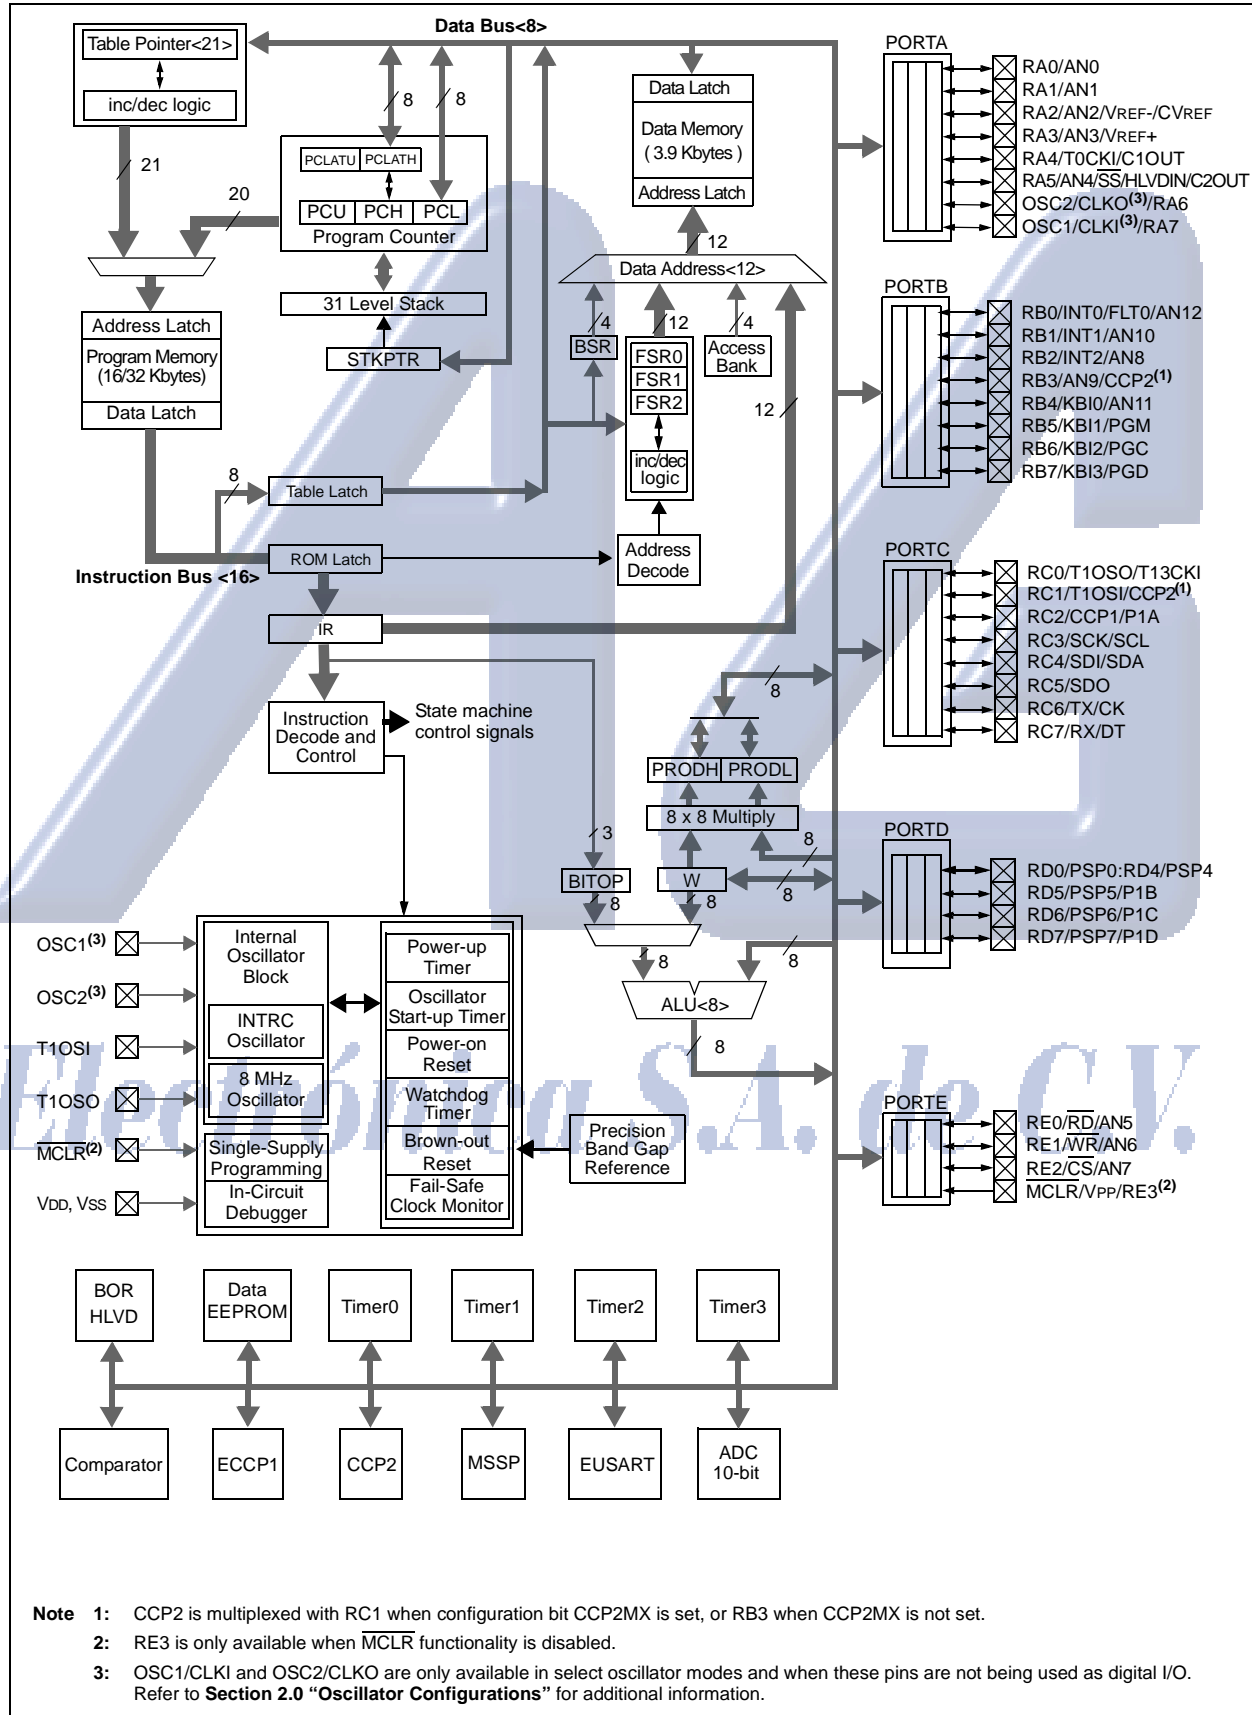 Data Bus<8>
Table Pointer<21>
inc/dec logic
21
8
8
PCLATU
PCLATH
PCU
PCH
PCL
Program Counter
20
31 Level Stack
STKPTR
Address Latch
Program Memory
(16/32 Kbytes)
Data Latch
8
Table Latch
ROM Latch
Instruction Bus <16>
IR
Data Latch
Data Memory
( 3.9 Kbytes )
Address Latch
12
Data Address<12>
4
12
4
BSR
FSR0
FSR1
FSR2
inc/dec
logic
Access
Bank
12
Address
Decode
Instruction
Decode and
Control
State machine
control signals
8
PRODH
PRODL
8 x 8 Multiply
3
8
BITOP
W
8
8
8
8
8
ALU<8>
8
OSC1(3)
OSC2(3)
T1OSI
T1OSO
MCLR(2)
VDD, VSS
Internal
Oscillator
Block
INTRC
Oscillator
8 MHz
Oscillator
Single-Supply
Programming
In-Circuit
Debugger
Power-up
Timer
Oscillator
Start-up Timer
Power-on
Reset
Watchdog
Timer
Brown-out
Reset
Fail-Safe
Clock Monitor
Precision
Band Gap
Reference
PORTA
RA0/AN0
RA1/AN1
RA2/AN2/VREF-/CVREF
RA3/AN3/VREF+
RA4/T0CKI/C1OUT
RA5/AN4/SS/HLVDIN/C2OUT
OSC2/CLKO(3)/RA6
OSC1/CLKI(3)/RA7
PORTB
RB0/INT0/FLT0/AN12
RB1/INT1/AN10
RB2/INT2/AN8
RB3/AN9/CCP2(1)
RB4/KBI0/AN11
RB5/KBI1/PGM
RB6/KBI2/PGC
RB7/KBI3/PGD
PORTC
RC0/T1OSO/T13CKI
RC1/T1OSI/CCP2(1)
RC2/CCP1/P1A
RC3/SCK/SCL
RC4/SDI/SDA
RC5/SDO
RC6/TX/CK
RC7/RX/DT
PORTD
RD0/PSP0:RD4/PSP4
RD5/PSP5/P1B
RD6/PSP6/P1C
RD7/PSP7/P1D
PORTE
RE0/RD/AN5
RE1/WR/AN6
RE2/CS/AN7
MCLR/VPP/RE3(2)
AG
Electrónica S.A. de C.V.
BOR
HLVD
Data
EEPROM
Timer0
Timer1
Timer2
Timer3
Comparator
ECCP1
CCP2
MSSP
EUSART
ADC
10-bit
Note 1: CCP2 is multiplexed with RC1 when configuration bit CCP2MX is set, or RB3 when CCP2MX is not set.
2: RE3 is only available when MCLR functionality is disabled.
3: OSC1/CLKI and OSC2/CLKO are only available in select oscillator modes and when these pins are not being used as digital I/O.
Refer to Section 2.0 “Oscillator Configurations” for additional information.